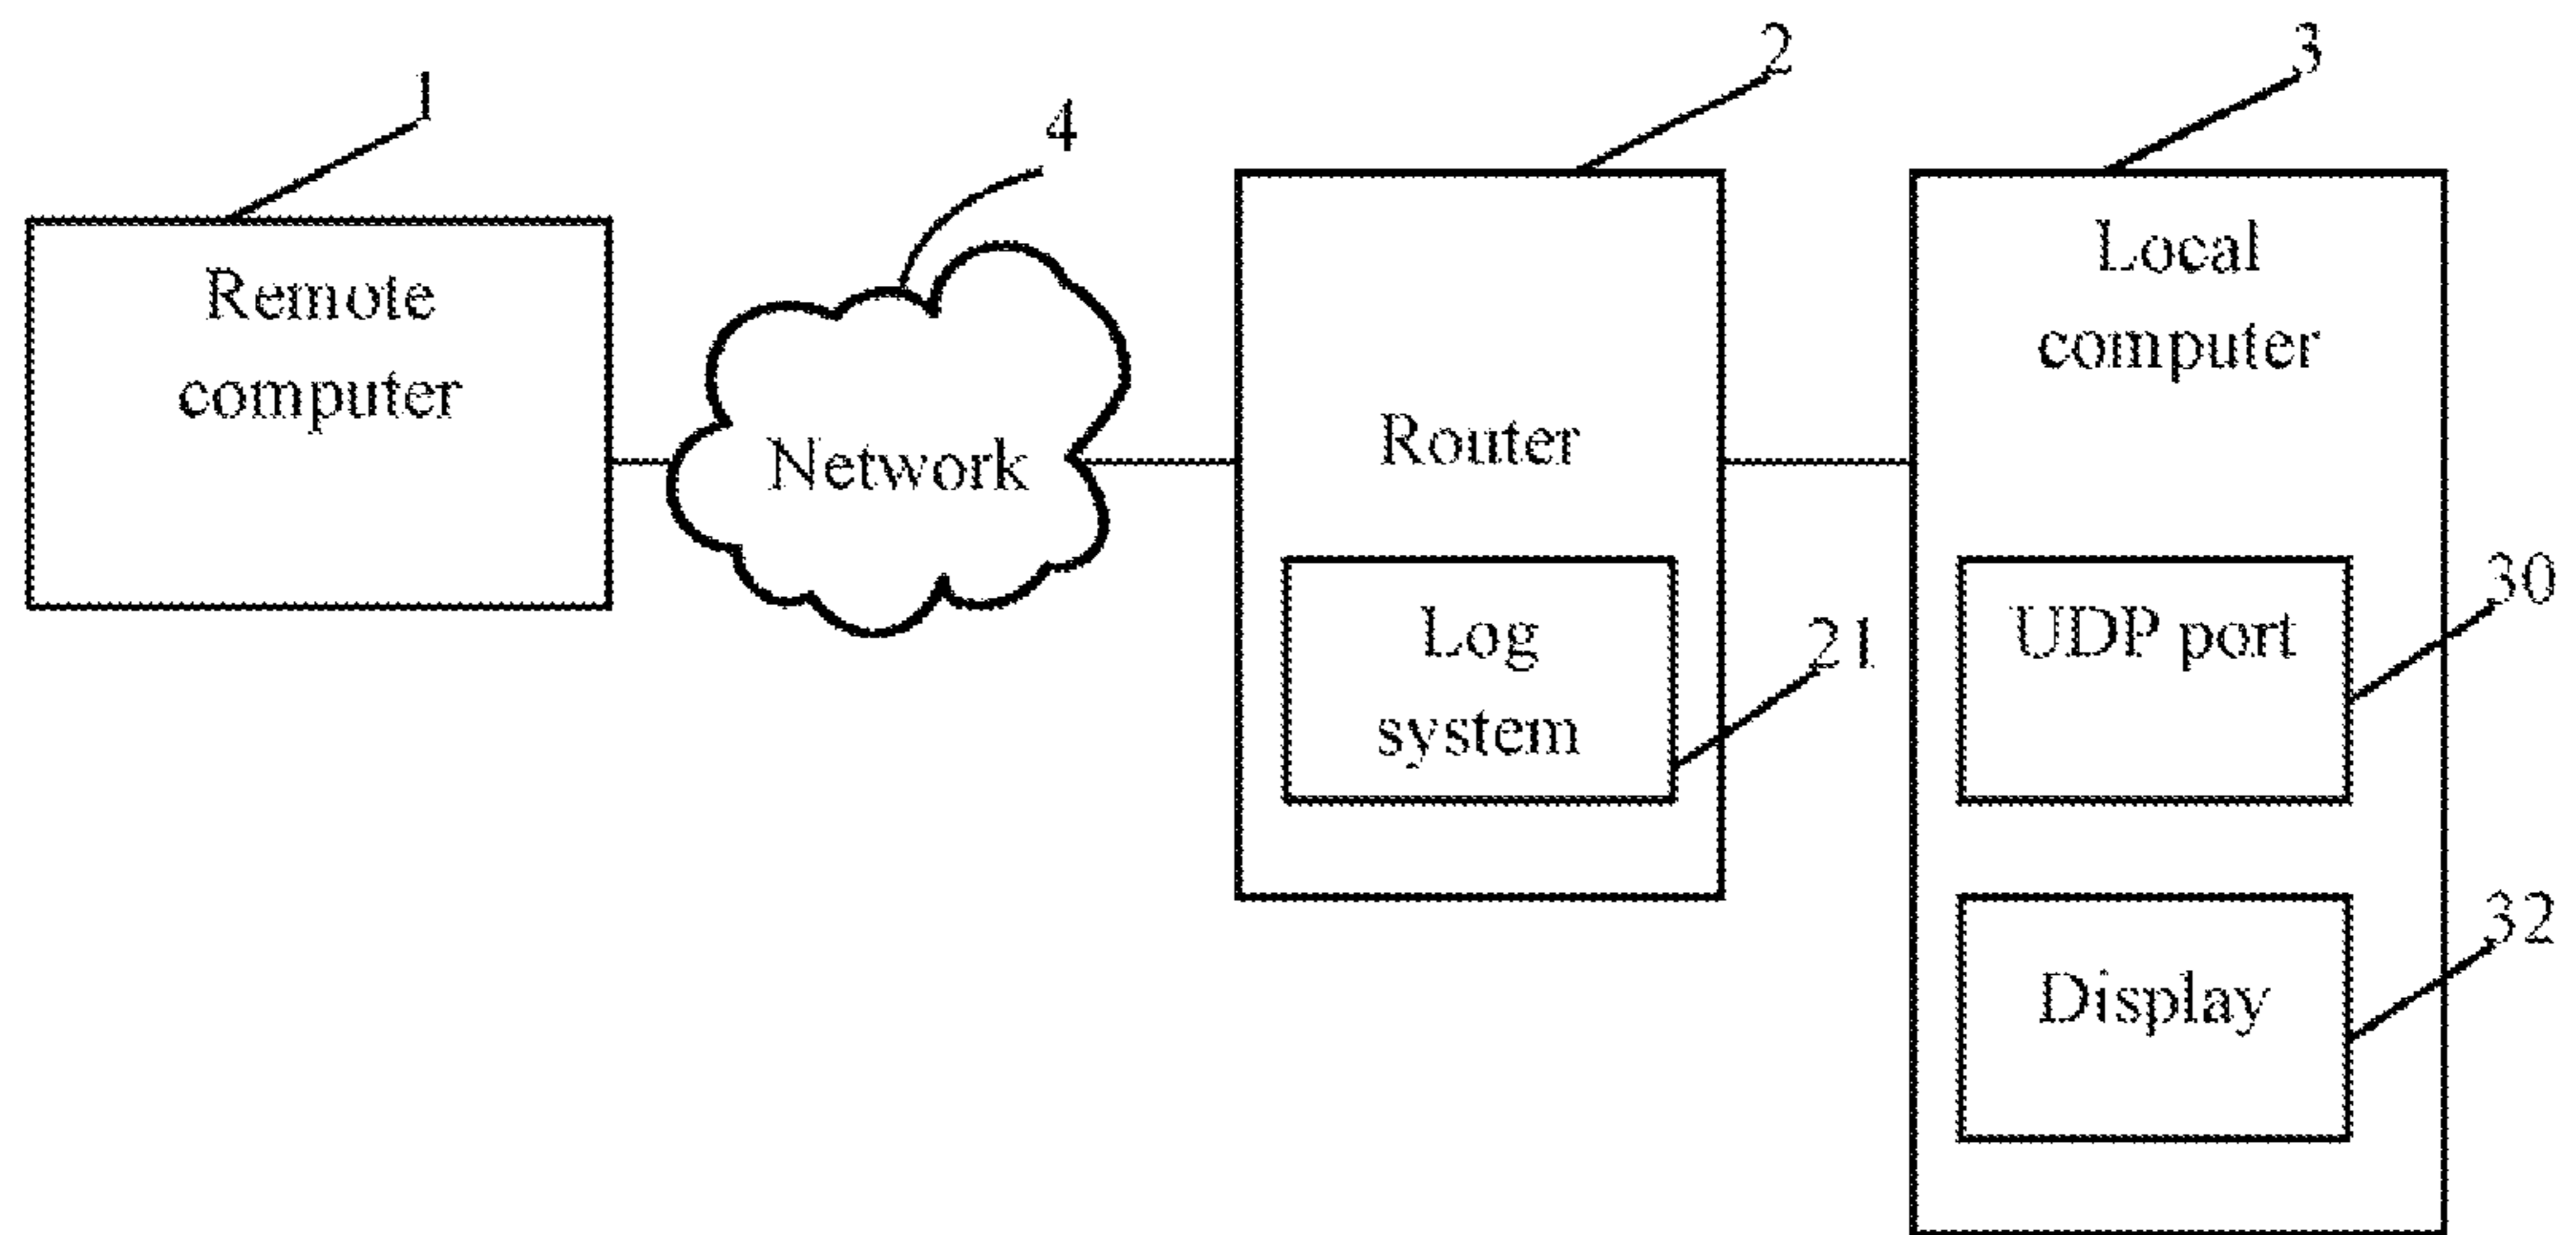 1
4
2
3
Remote
computer
Network
Router
Log
system
21
Local
computer
UDP port
30
Display
32